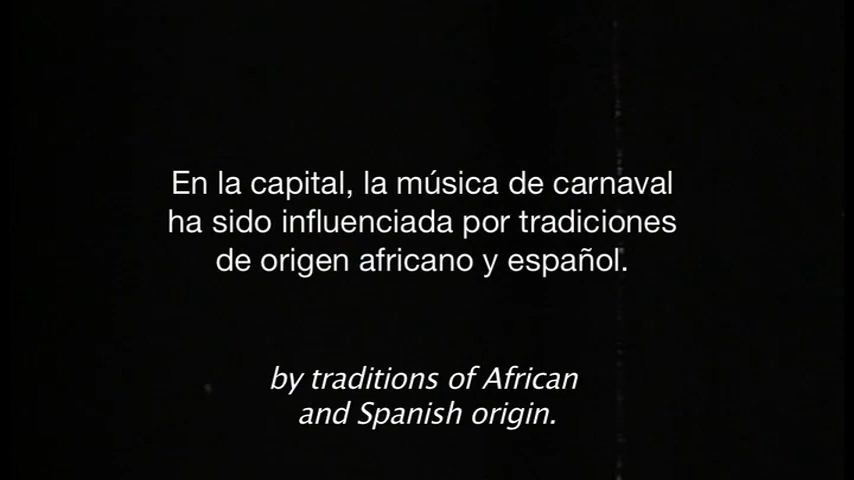 En la capital, la música de carnaval
ha sido influenciada por tradiciones
de origen africano y español.
by traditions of African
and Spanish origin.